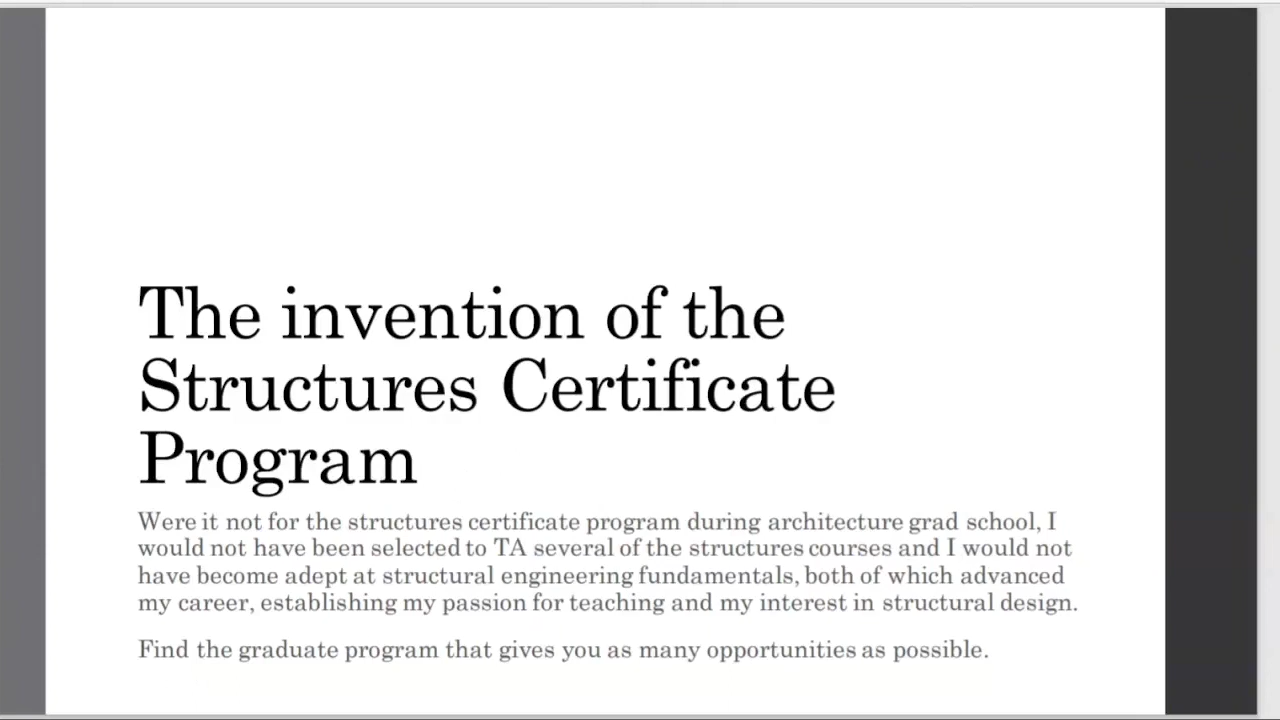 The invention of the
Structures Certificate
Program
Were it not for the structures certificate program during architecture grad school, I
would not have been selected to TA several of the structures courses and I would not
have become adept at structural engineering fundamentals, both of which advanced
my career, establishing my passion for teaching and my interest in structural design.
Find the graduate program that gives you as many opportunities as possible.